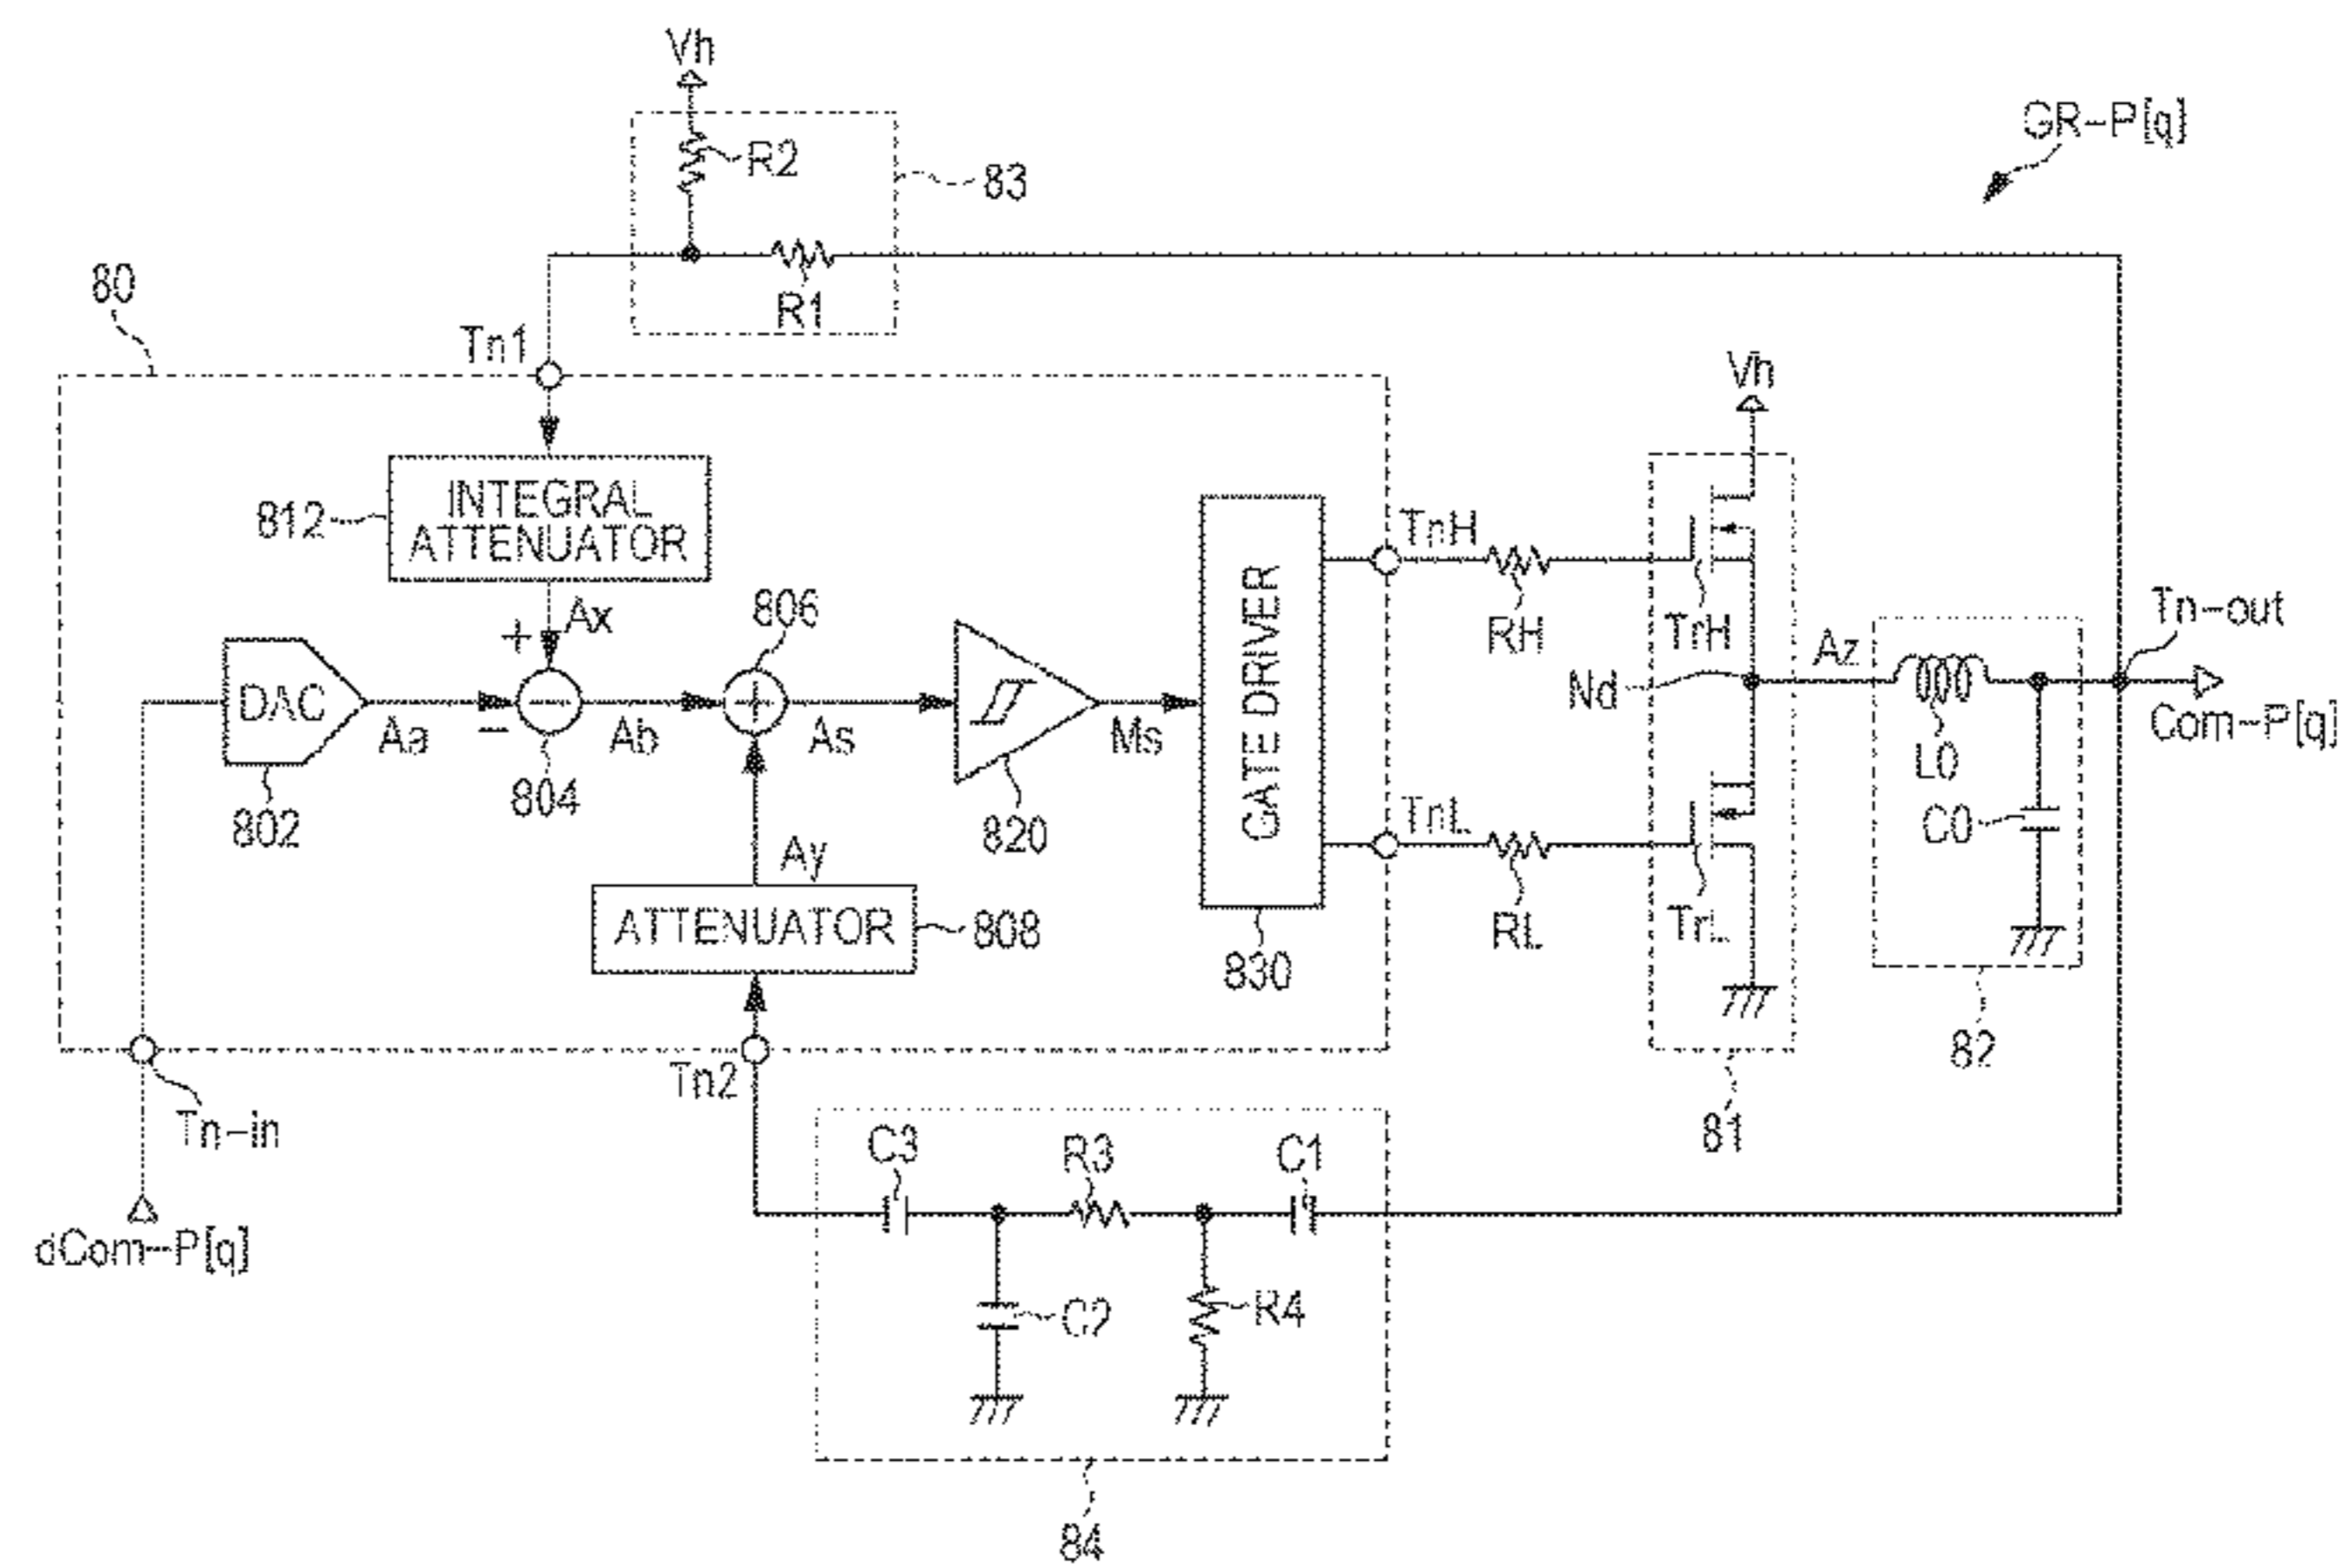 Vh
GR-P[q]
R2
83
80
R1
Tn1
Vh
INTEGRAL
ATTENUATOR
812
TnH
GATE DRIVER
806
Ax
+
RH
TrH
Tn-out
DAC
Az
Nd
Aa
−
Ab
As
Ms
Com-P[q]
L0
804
802
820
TnL
C0
Ay
ATTENUATOR
808
RL
TrL
830
82
Tn2
Tn-in
81
C3
R3
C1
dCom-P[q]
C2
R4
84